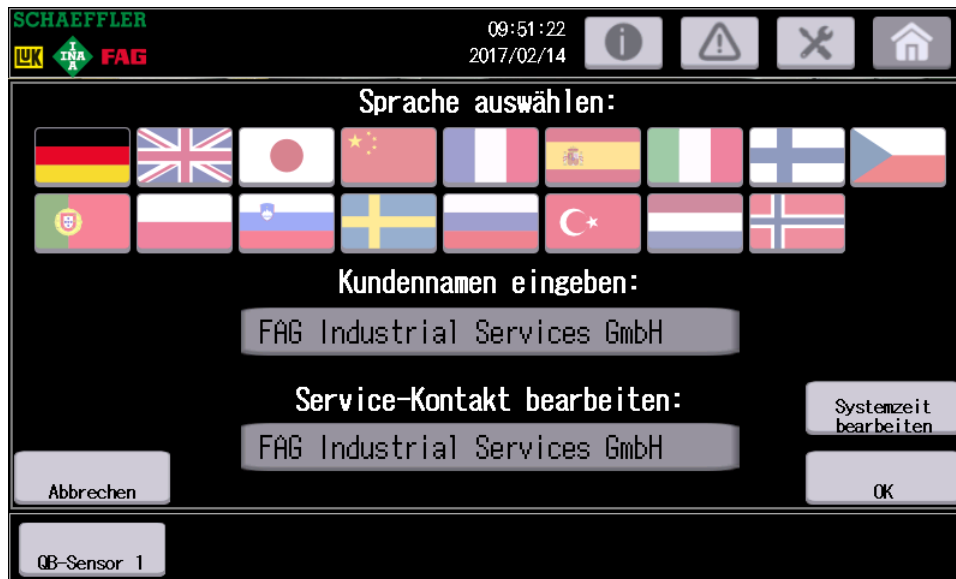 SCHAEFFLER
LUK INA FAG
09:51:22
2017/02/14
Sprache auswählen:
Kundennamen eingeben:
FAG Industrial Services GmbH
Service-Kontakt bearbeiten:
FAG Industrial Services GmbH
Systemzeit
bearbeiten
Abbrechen
OK
QB-Sensor 1